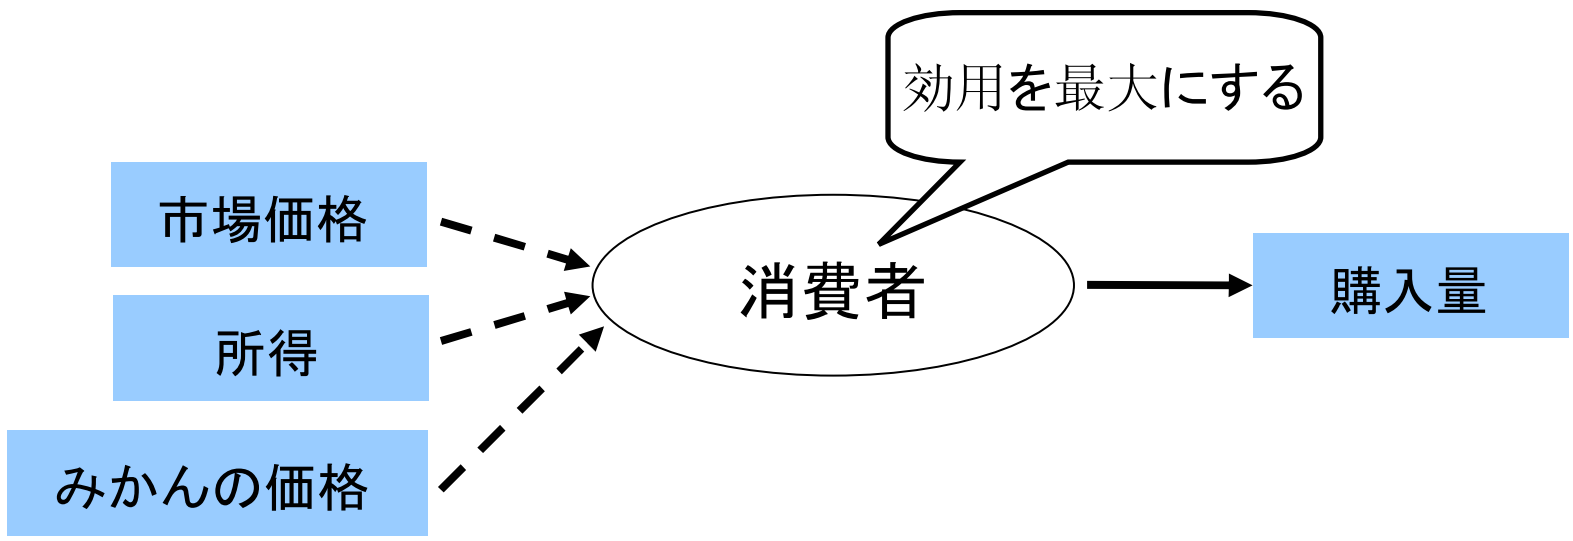 効用を最大にする
市場価格
消費者
購入量
所得
みかんの価格